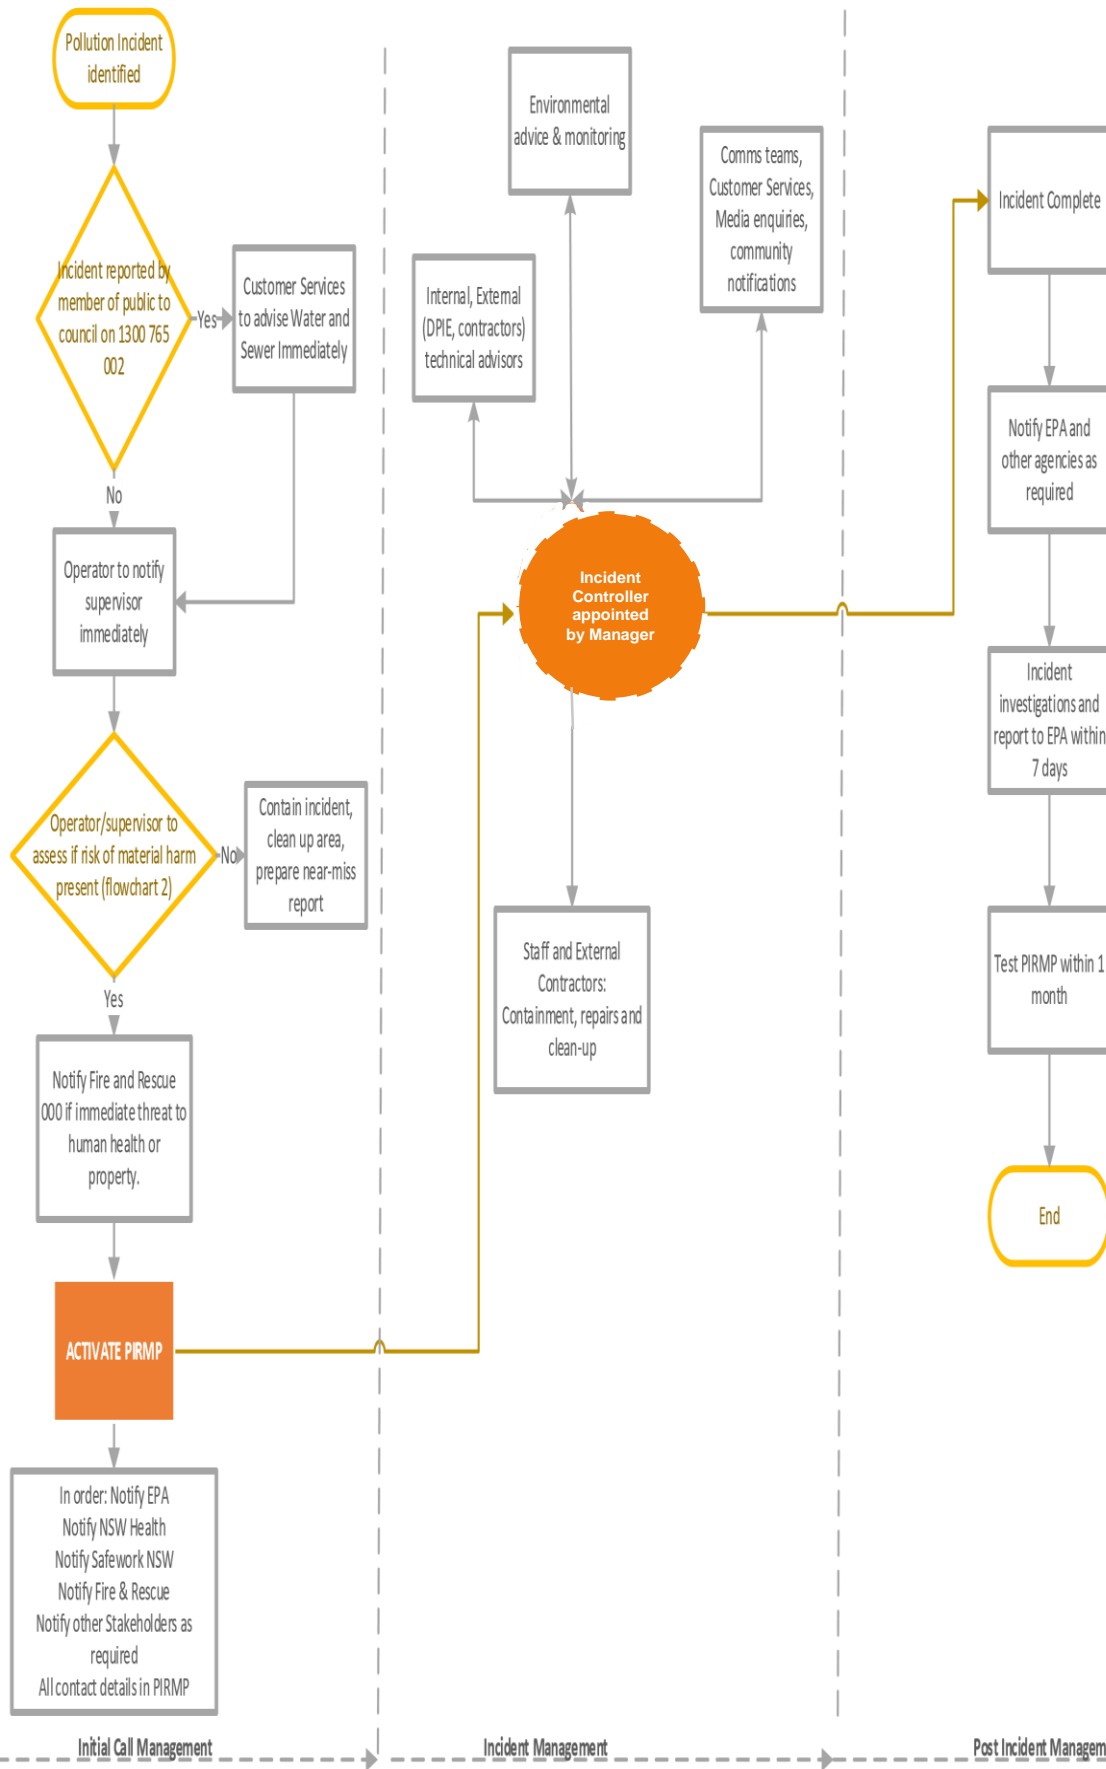 Pollution Incident
identified
Incident reported by
member of public to
council on 1300 765
002
Yes
Customer Services
to advise Water and
Sewer Immediately
No
Operator to notify
supervisor
immediately
Operator/supervisor to
assess if risk of material harm
present (flowchart 2)
No
Contain incident,
clean up area,
prepare near-miss
report
Yes
Notify Fire and Rescue
000 if immediate threat to
human health or
property.
ACTIVATE PIRMP
In order: Notify EPA
Notify NSW Health
Notify Safework NSW
Notify Fire & Rescue
Notify other Stakeholders as
required
All contact details in PIRMP
Initial Call Management
Environmental
advice & monitoring
Comms teams,
Customer Services,
Media enquiries,
community
notifications
Internal, External
(DPIE, contractors)
technical advisors
Incident
Controller
appointed
by Manager
Staff and External
Contractors:
Containment, repairs and
clean-up
Incident Management
Incident Complete
Notify EPA and
other agencies as
required
Incident
investigations and
report to EPA within
7 days
Test PIRMP within 1
month
End
Post Incident Managem